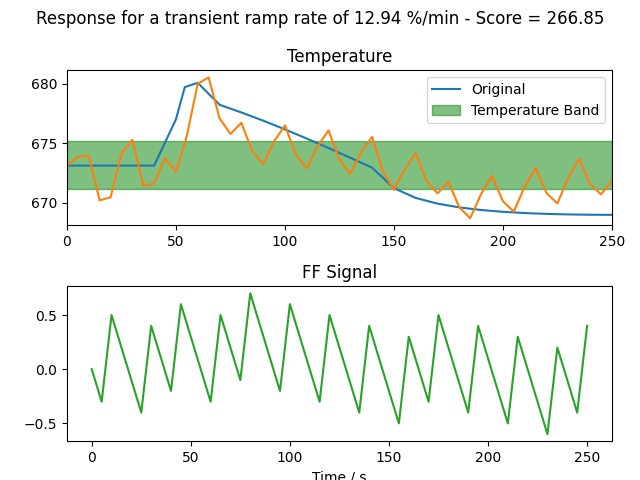 Response for a transient ramp rate of 12.94 %/min - Score = 266.85
Temperature
680
675
670
Original
Temperature Band
0 50 100 150 200 250
FF Signal
0.5
0.0
−0.5
0 50 100 150 200 250
Time / s